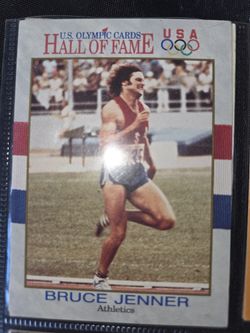 U.S. OLYMPIC CARDS
HALL OF FAME
USA
BRUCE JENNER
Athletics